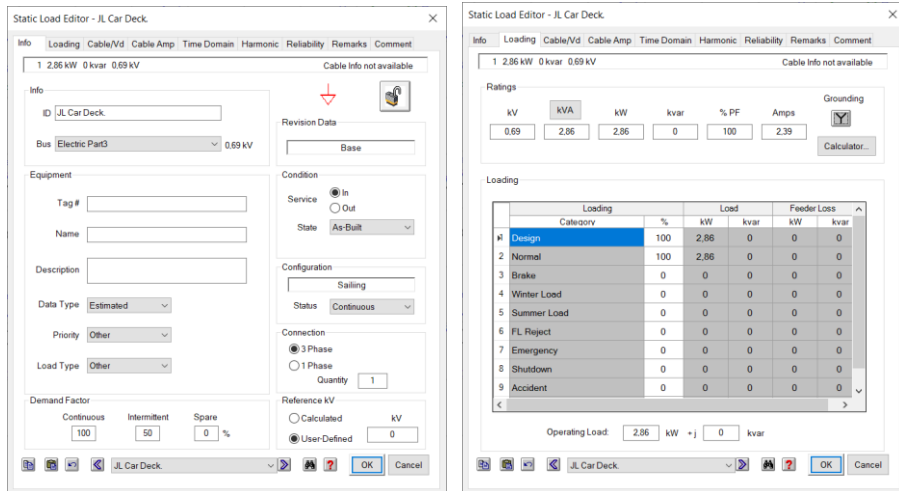 Static Load Editor - JL Car Deck.
Info Loading Cable/Vd Cable Amp Time Domain Harmonic Reliability Remarks Comment
1 2,86 kW 0 kvar 0,69 kV Cable Info not available
Info
ID JL Car Deck.
Bus Electric Part3 0.69 kV
Revision Data
Base
Equipment
Tag #
Name
Description
Data Type Estimated
Priority Other
Load Type Other
Condition
Service In
Out
State As-Built
Configuration
Sailiing
Status Continuous
Connection
3 Phase
1 Phase
Quantity 1
Demand Factor
Continuous Intermittent Spare
100 50 0 %
Reference kV
Calculated kV
User-Defined 0
JL Car Deck. OK Cancel
Static Load Editor - JL Car Deck.
Info Loading Cable/Vd Cable Amp Time Domain Harmonic Reliability Remarks Comment
1 2,86 kW 0 kvar 0,69 kV Cable Info not available
Ratings
kV kVA kW kvar % PF Amps Grounding
0.69 2,86 2,86 0 100 2.39 Y
Calculator...
Loading
Loading Load Feeder Loss
Category % kW kvar kW kvar
Design 100 2,86 0 0 0
2 Normal 100 2,86 0 0 0
3 Brake 0 0 0 0 0
4 Winter Load 0 0 0 0 0
5 Summer Load 0 0 0 0 0
6 FL Reject 0 0 0 0 0
7 Emergency 0 0 0 0 0
8 Shutdown 0 0 0 0 0
9 Accident 0 0 0 0 0
Operating Load: 2,86 kW + j 0 kvar
JL Car Deck. OK Cancel